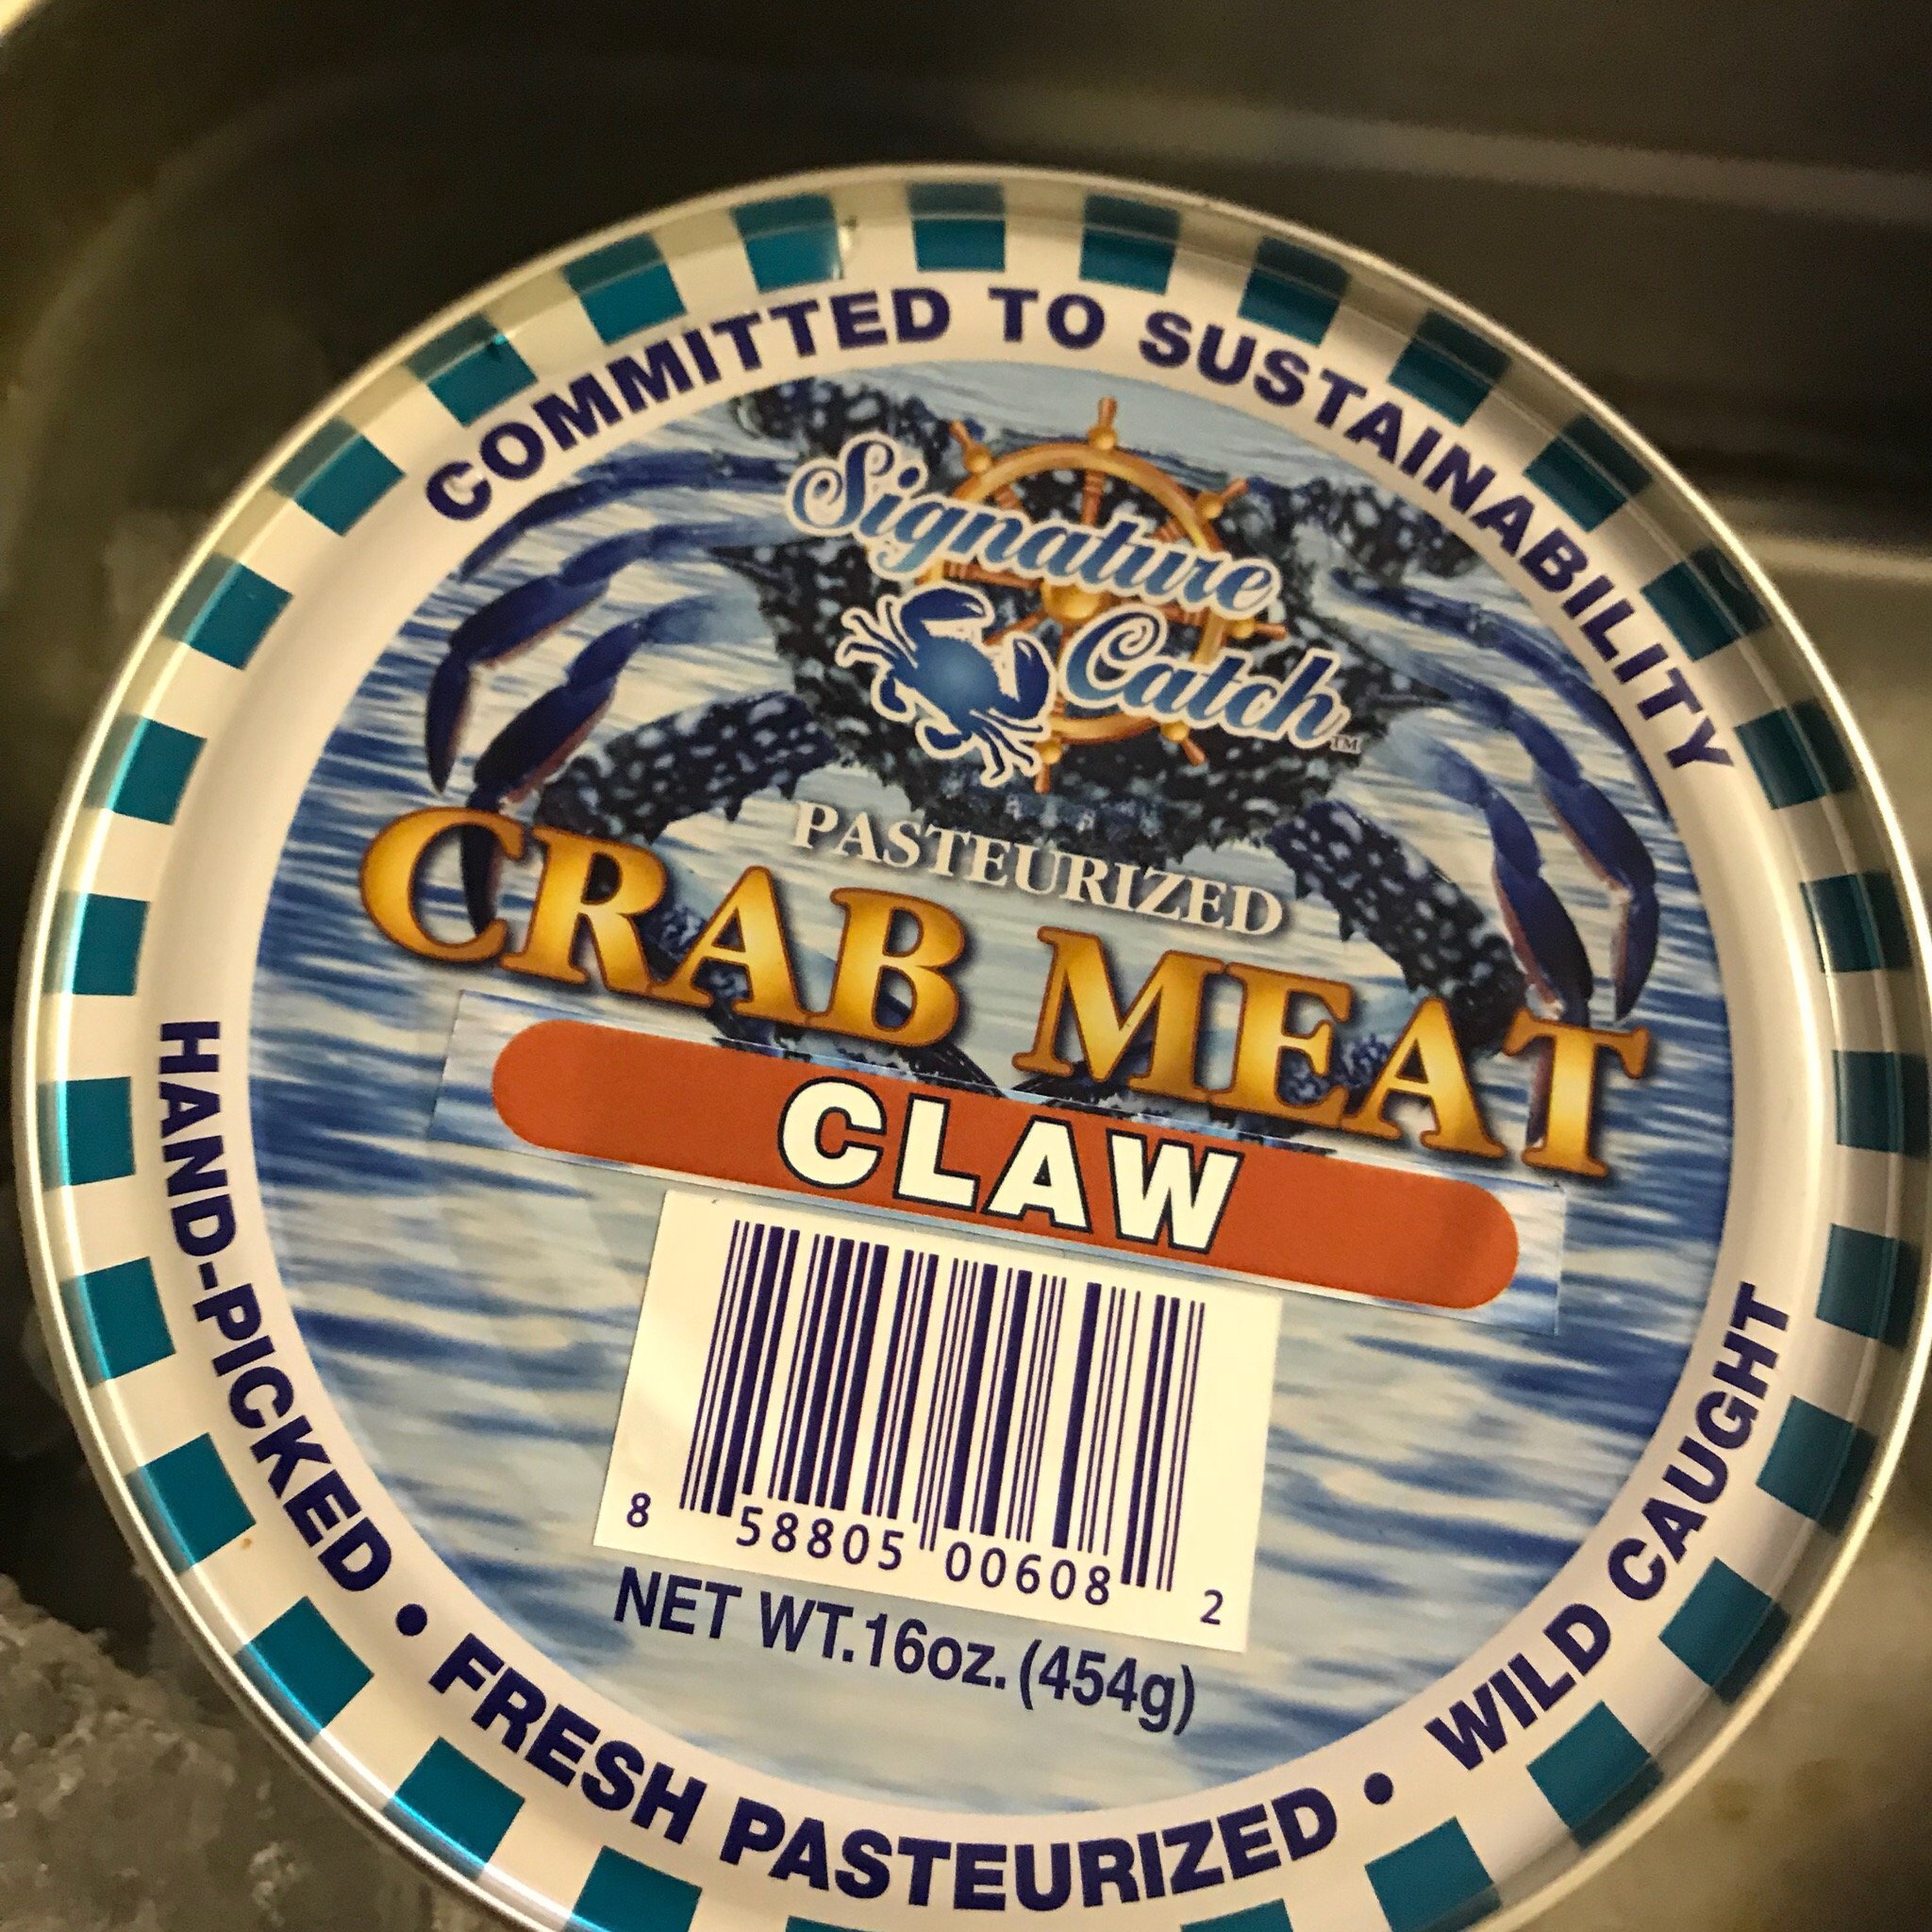 COMMITTED TO SUSTAINABILITY
Signature
Catch™
PASTEURIZED
CRAB MEAT
CLAW
8 58805 00608 2
NET WT.16oz. (454g)
HAND-PICKED • FRESH PASTEURIZED • WILD CAUGHT